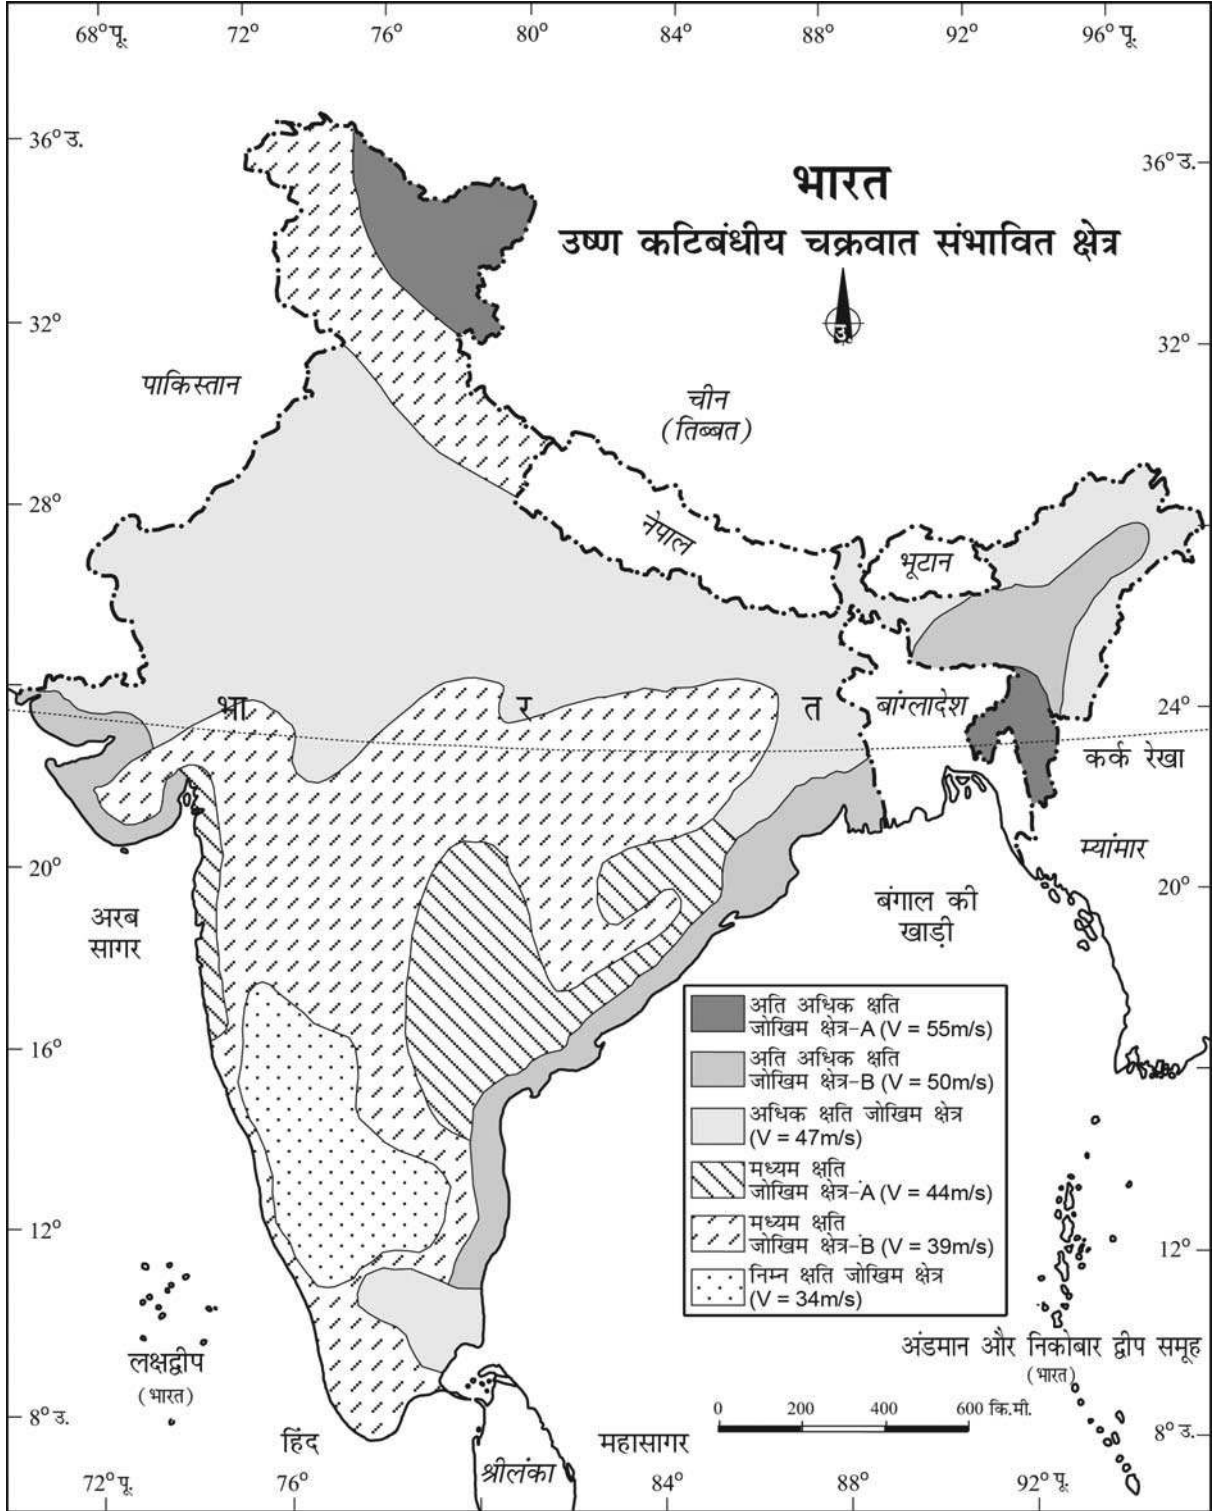 68° पू.
72°
76°
80°
84°
88°
92°
96° पू.
36° उ.
36° उ.
भारत
उष्ण कटिबंधीय चक्रवात संभावित क्षेत्र
उ
32°
32°
पाकिस्तान
चीन
(तिब्बत)
28°
नेपाल
भूटान
भा
र
त
बांग्लादेश
24°
कर्क रेखा
म्यांमार
20°
20°
अरब
सागर
बंगाल की
खाड़ी
अति अधिक क्षति
जोखिम क्षेत्र-A (V = 55m/s)
अति अधिक क्षति
जोखिम क्षेत्र-B (V = 50m/s)
अधिक क्षति जोखिम क्षेत्र
(V = 47m/s)
मध्यम क्षति
जोखिम क्षेत्र-A (V = 44m/s)
मध्यम क्षति
जोखिम क्षेत्र-B (V = 39m/s)
निम्न क्षति जोखिम क्षेत्र
(V = 34m/s)
16°
12°
12°
लक्षद्वीप
(भारत)
अंडमान और निकोबार द्वीप समूह
(भारत)
0 200 400 600 कि.मी.
8° उ.
8° उ.
हिंद
महासागर
श्रीलंका
72° पू.
76°
84°
88°
92° पू.